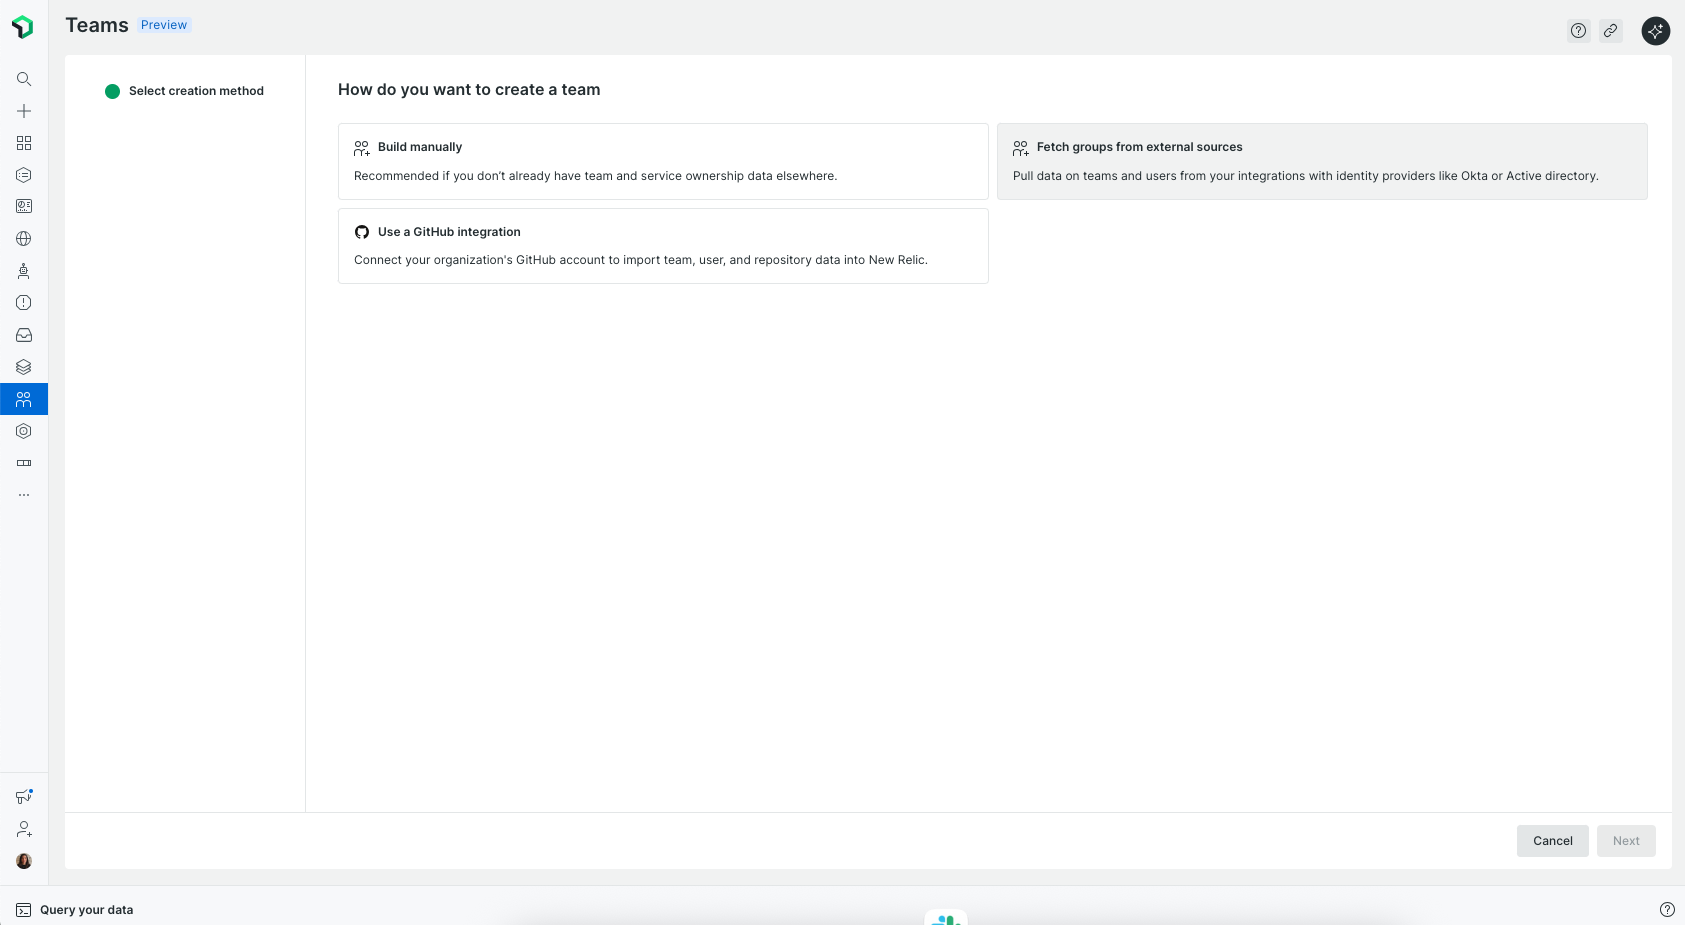 Teams Preview
Select creation method
How do you want to create a team
Build manually
Recommended if you don’t already have team and service ownership data elsewhere.
Fetch groups from external sources
Pull data on teams and users from your integrations with identity providers like Okta or Active directory.
Use a GitHub integration
Connect your organization's GitHub account to import team, user, and repository data into New Relic.
Cancel Next
Query your data